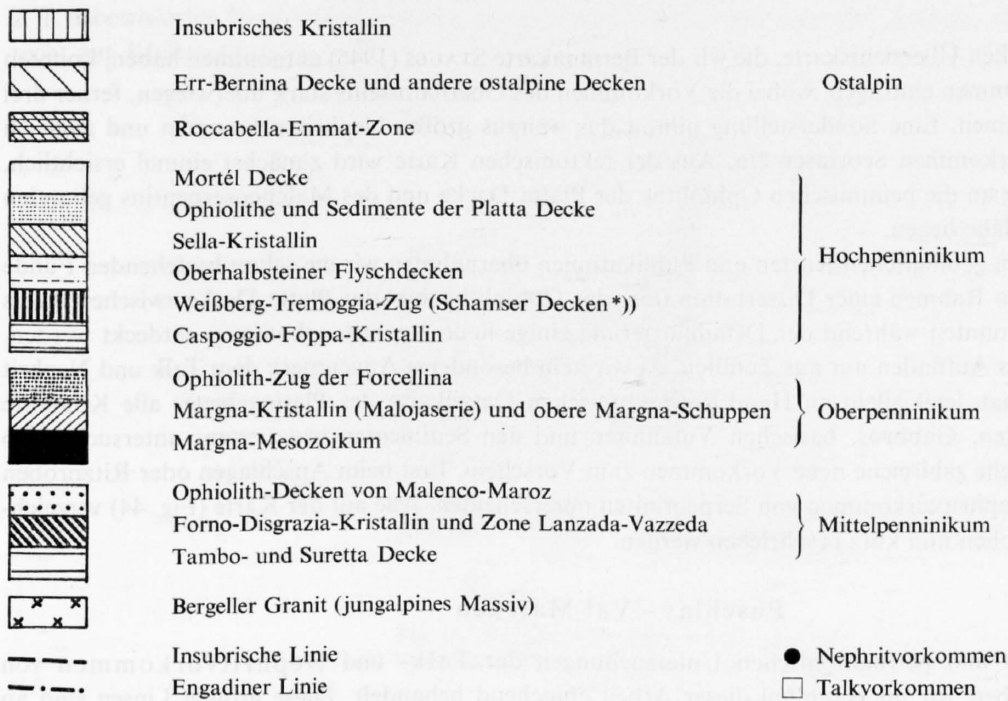 Insubrisches Kristallin
Err-Bernina Decke und andere ostalpine Decken Ostalpin
Roccabella-Emmat-Zone
Mortél Decke
Ophiolithe und Sedimente der Platta Decke
Sella-Kristallin
Hochpenninikum
Oberhalbsteiner Flyschdecken
Weißberg-Tremoggia-Zug (Schamser Decken*))
Caspoggio-Foppa-Kristallin
Ophiolith-Zug der Forcellina
Margna-Kristallin (Malojaserie) und obere Margna-Schuppen Oberpenninikum
Margna-Mesozoikum
Ophiolith-Decken von Malenco-Maroz
Forno-Disgrazia-Kristallin und Zone Lanzada-Vazzeda Mittelpenninikum
Tambo- und Suretta Decke
Bergeller Granit (jungalpines Massiv)
Insubrische Linie Nephritvorkommen
Engadiner Linie Talkvorkommen